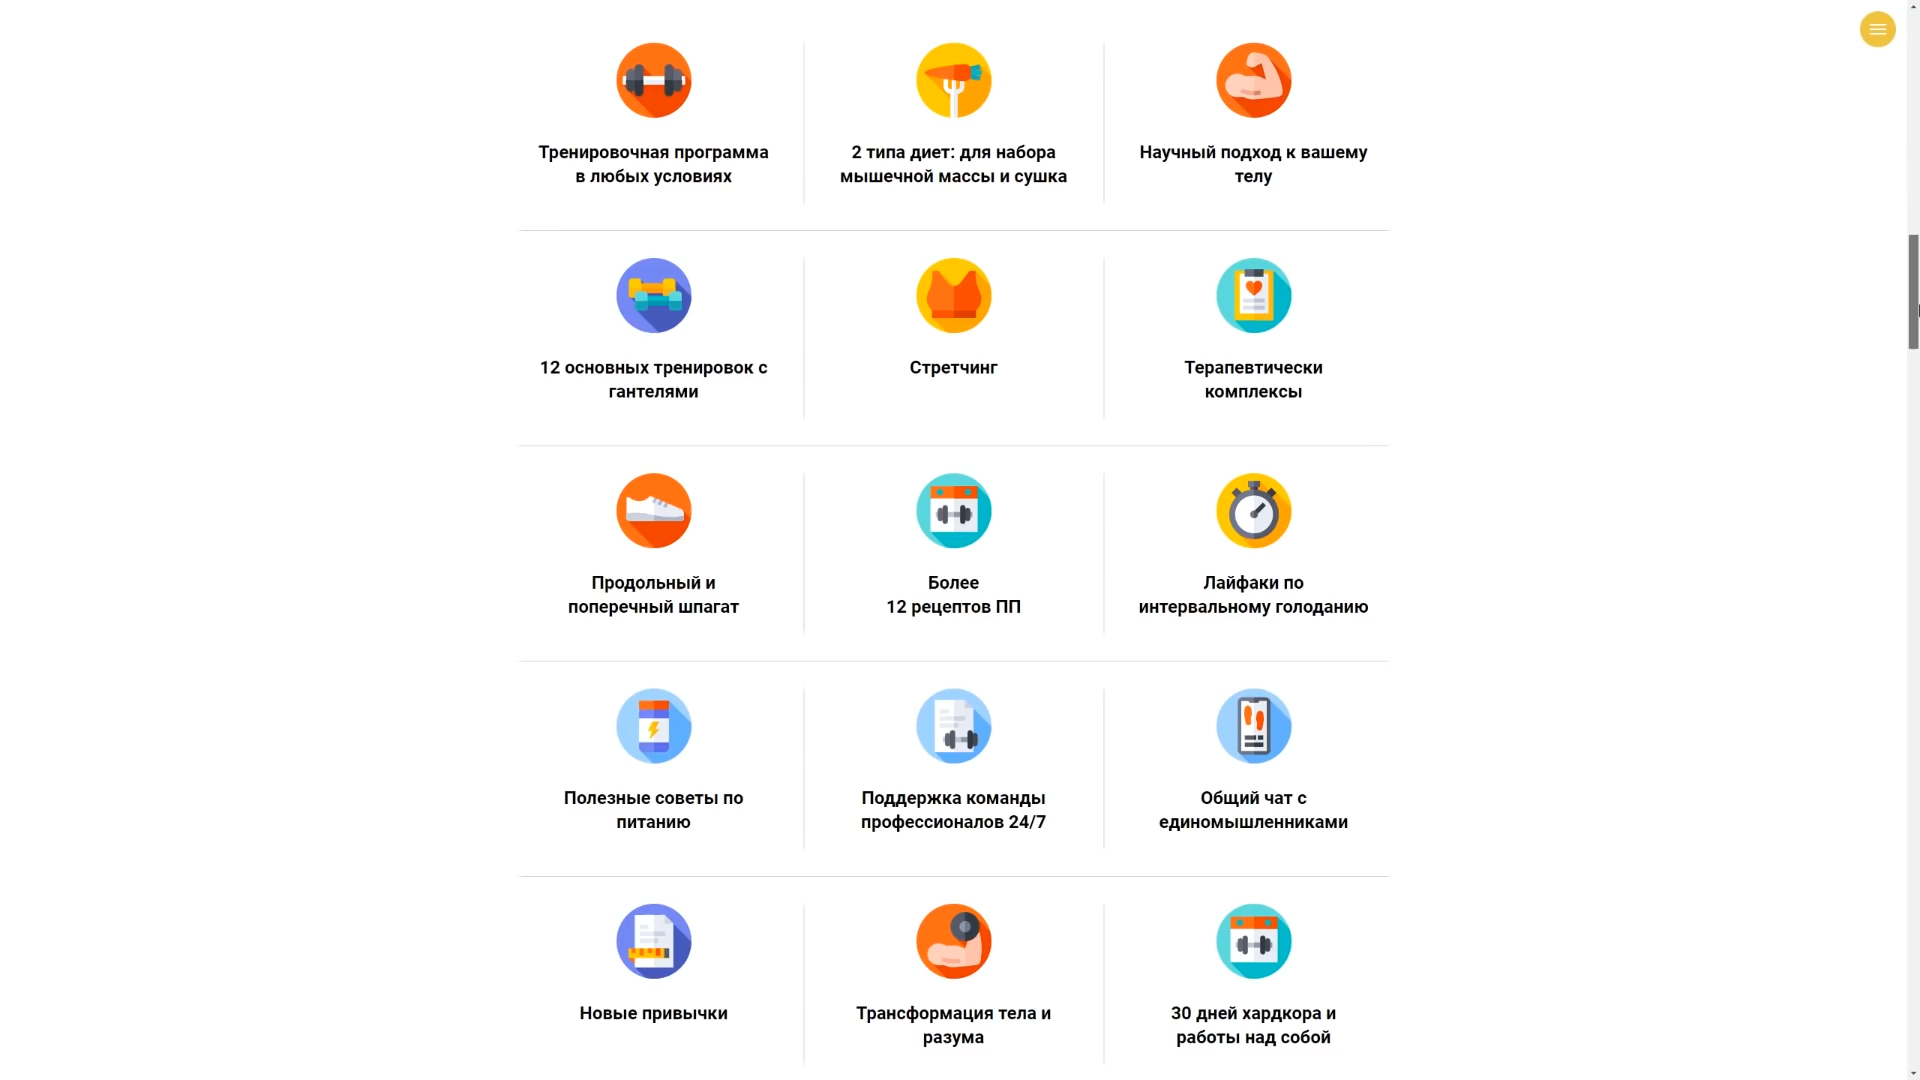 Тренировочная программа
в любых условиях
2 типа диет: для набора
мышечной массы и сушка
Научный подход к вашему
телу
12 основных тренировок с
гантелями
Стретчинг
Терапевтически
комплексы
Продольный и
поперечный шпагат
Более
12 рецептов ПП
Лайфаки по
интервальному голоданию
Полезные советы по
питанию
Поддержка команды
профессионалов 24/7
Общий чат с
единомышленниками
Новые привычки
Трансформация тела и
разума
30 дней хардкора и
работы над собой